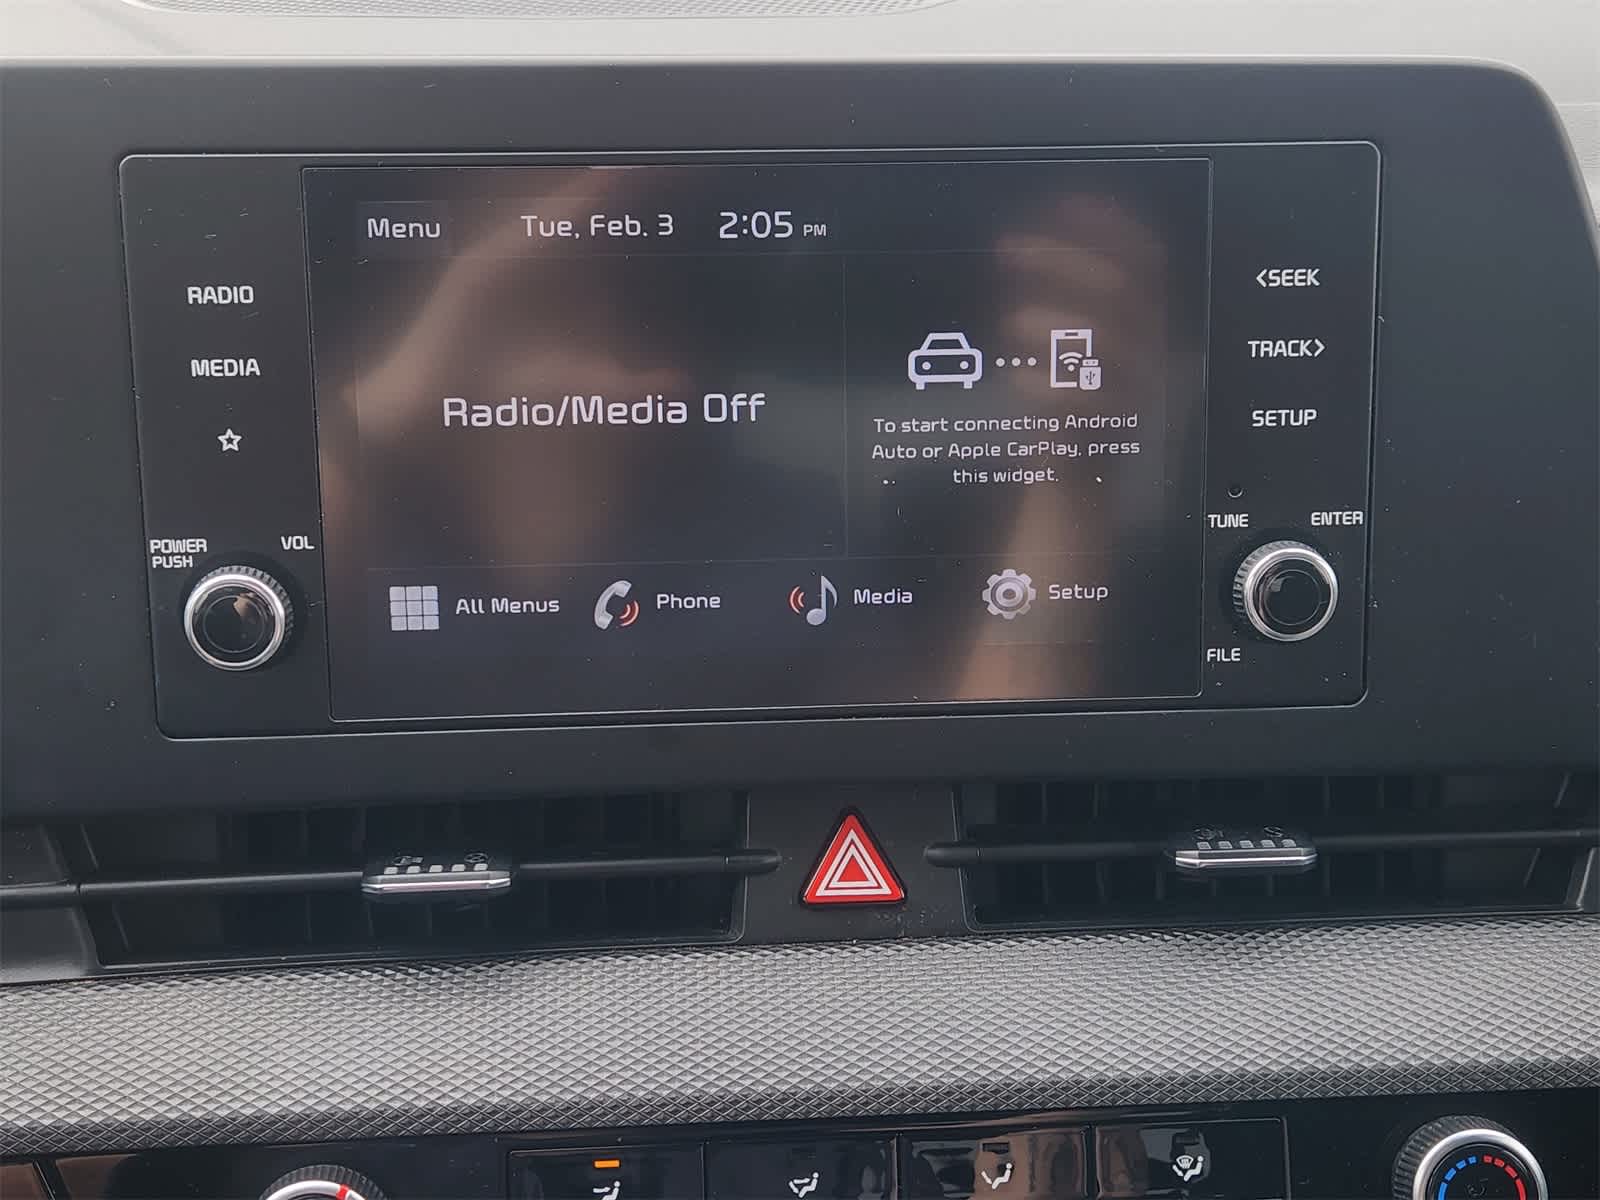 Menu Tue, Feb. 3 2:05 PM
RADIO
MEDIA
POWER
PUSH
VOL
Radio/Media Off
To start connecting Android
Auto or Apple CarPlay, press
this widget.
All Menus Phone Media Setup
<SEEK
TRACK>
SETUP
TUNE
ENTER
FILE